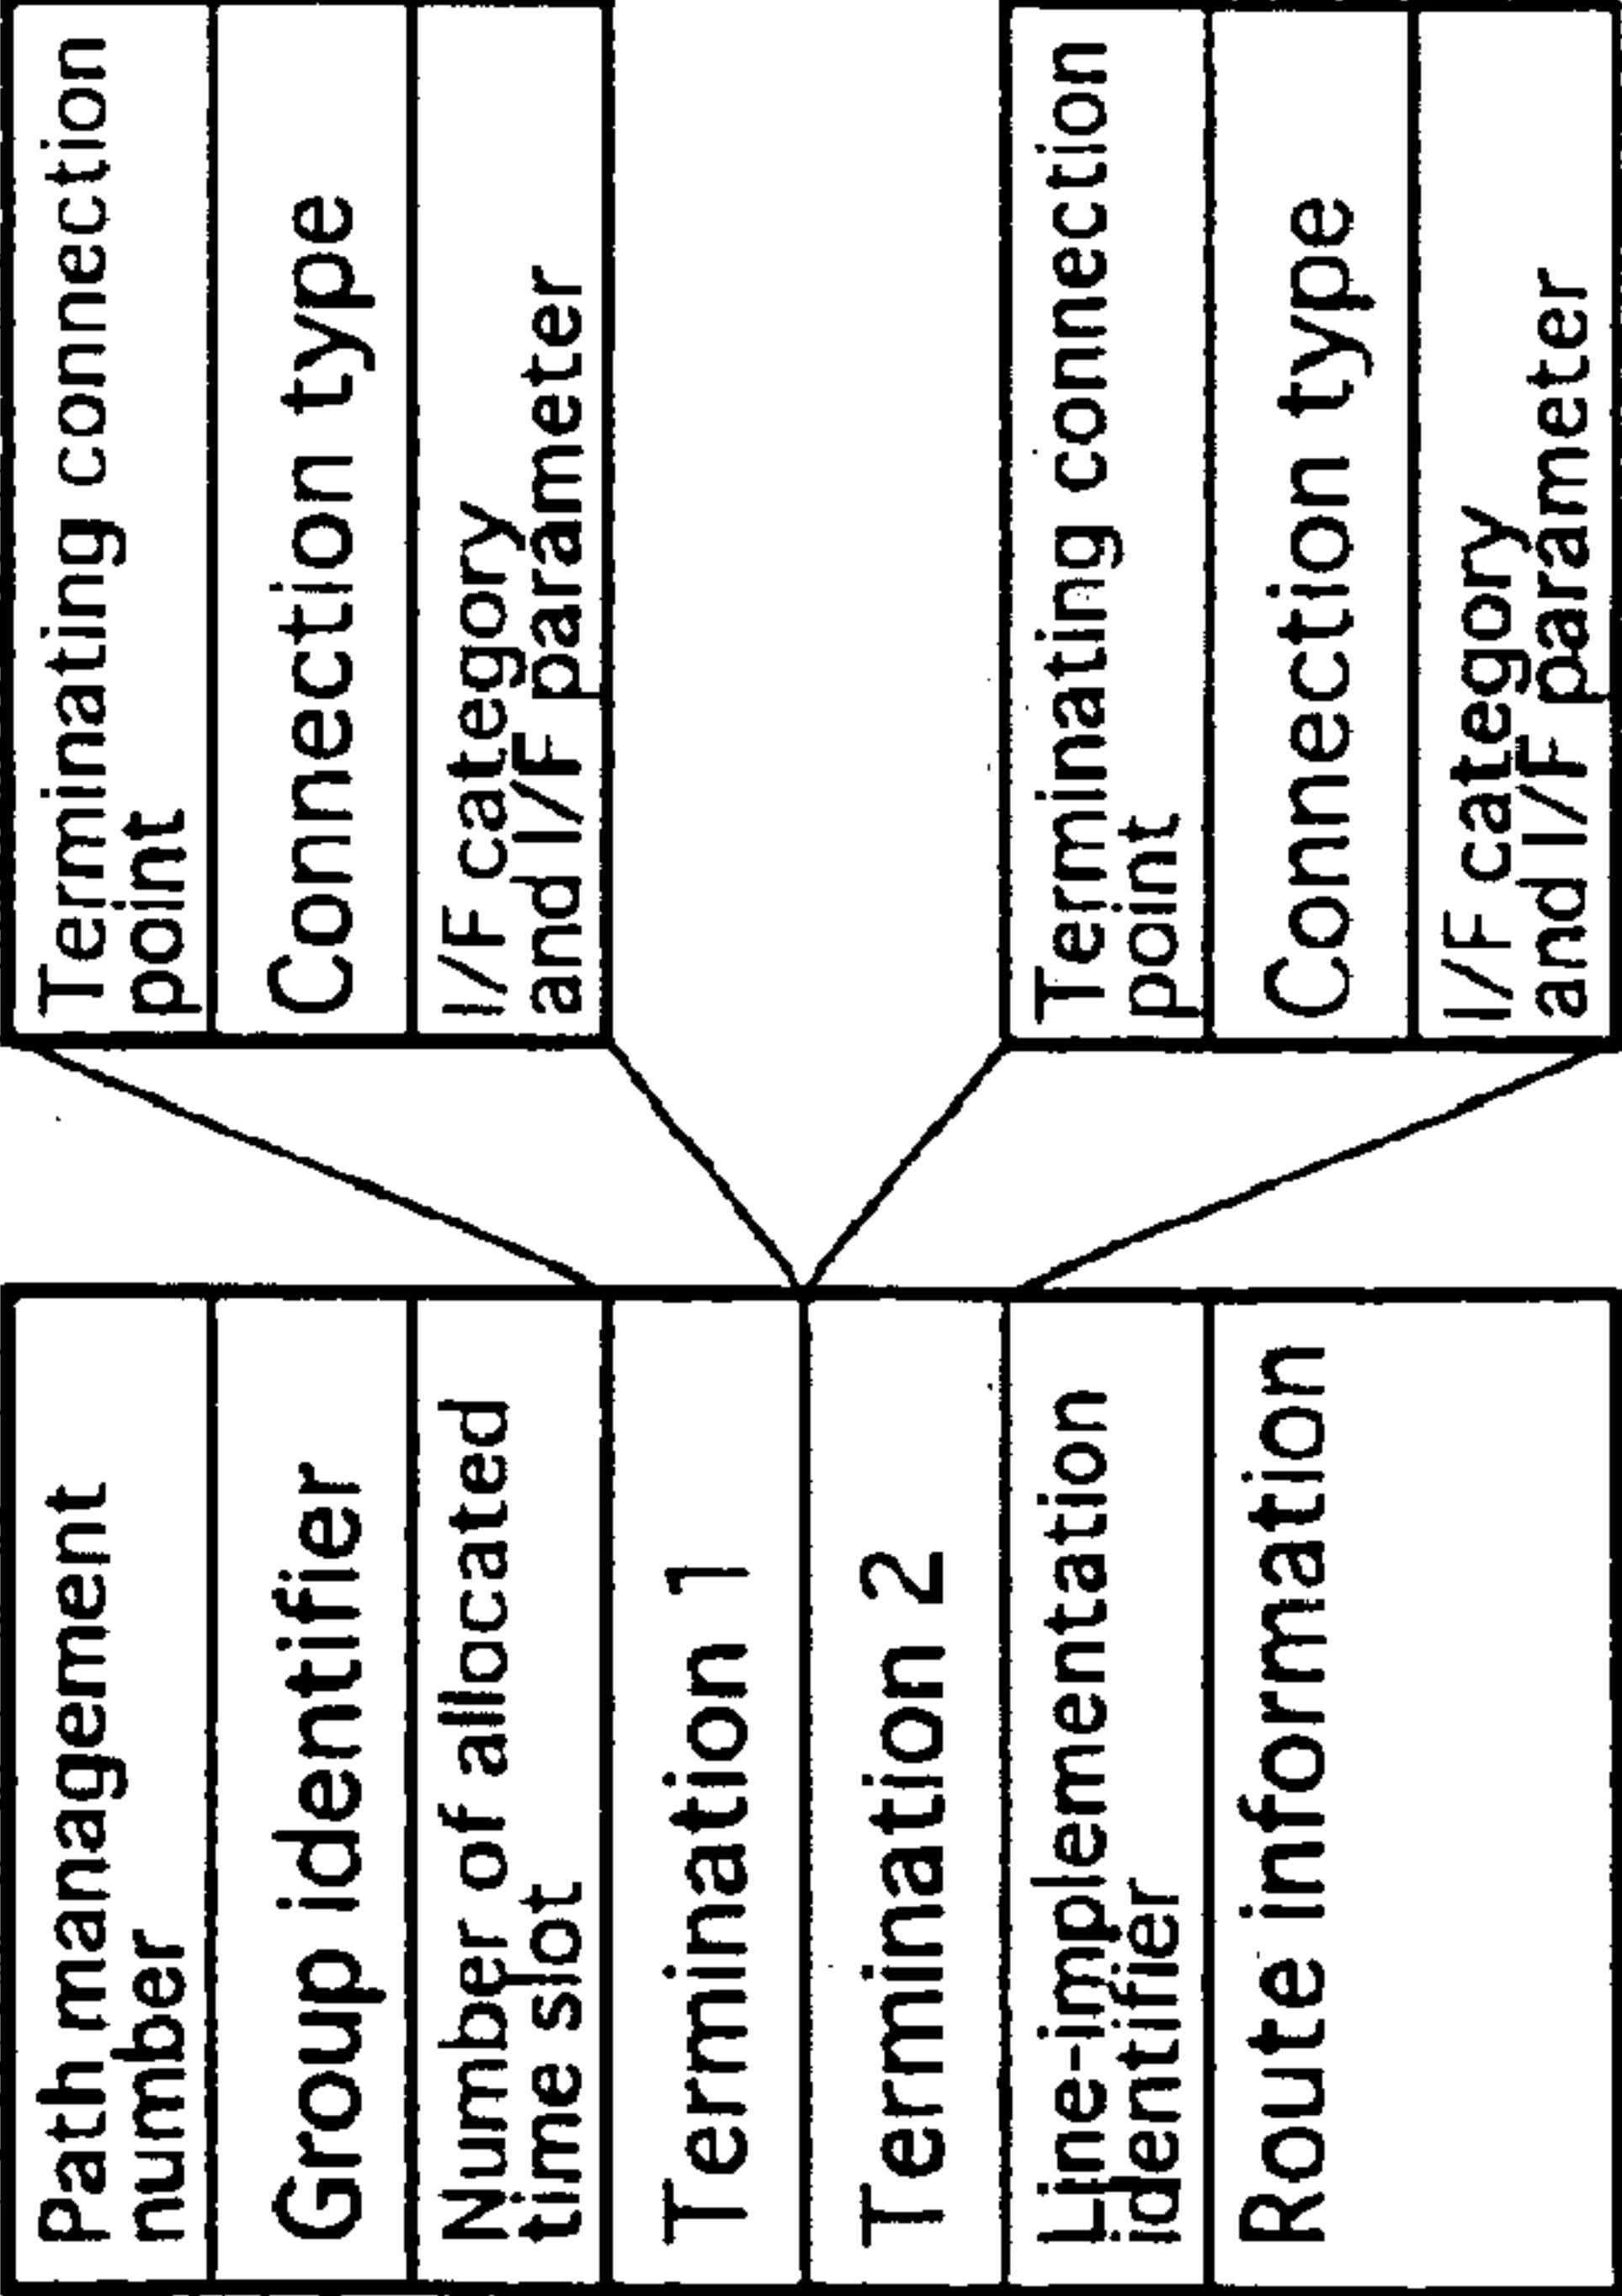 Path management
number
Group identifier
Number of allocated
time slot
Termination 1
Termination 2
Line-implementation
identifier
Route information
Terminating connection
point
Connection type
I/F category
and I/F parameter
Terminating connection
point
Connection type
I/F category
and I/F parameter